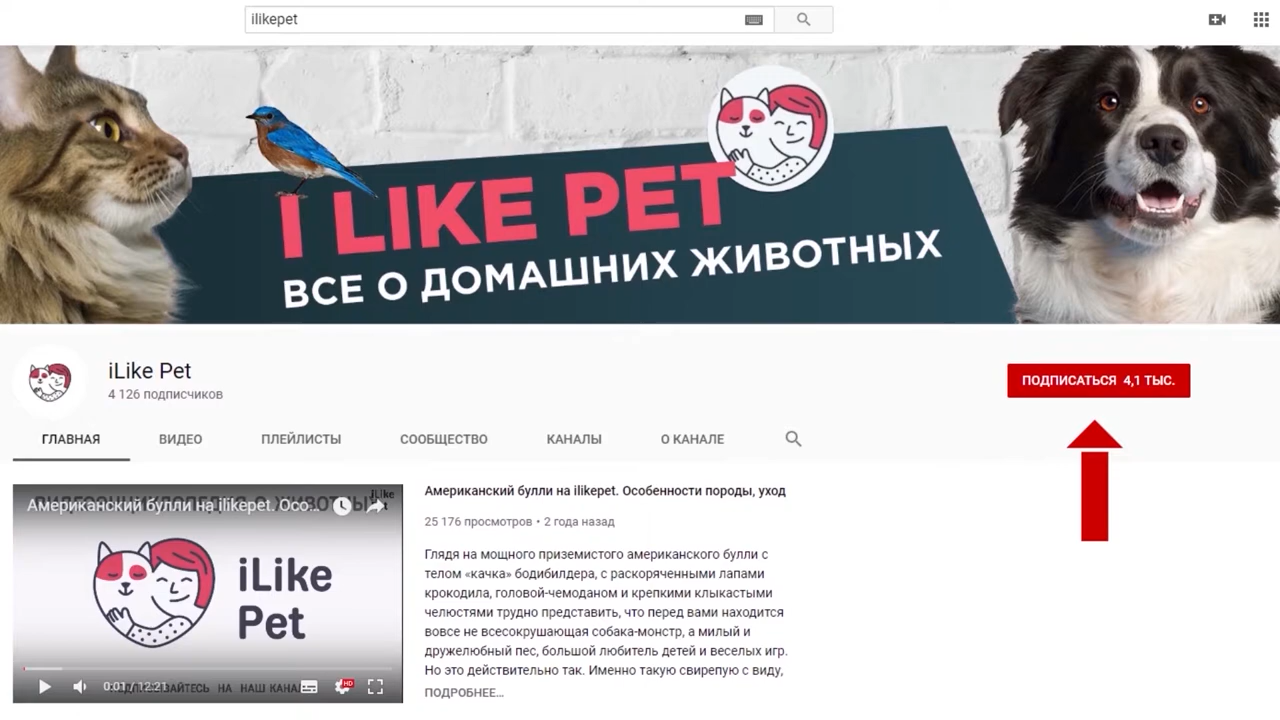 ilikepet
I LIKE PET
ВСЕ О ДОМАШНИХ ЖИВОТНЫХ
iLike Pet
4 126 подписчиков
ПОДПИСАТЬСЯ 4,1 ТЫС.
ГЛАВНАЯ
ВИДЕО
ПЛЕЙЛИСТЫ
СООБЩЕСТВО
КАНАЛЫ
О КАНАЛЕ
Американский булли на ilikepet. Осо...
iLike
Pet
0:01 / 12:21
HD
Американский булли на ilikepet. Особенности породы, уход
25 176 просмотров • 2 года назад
Глядя на мощного приземистого американского булли с
телом «качка» бодибилдера, с раскоряченными лапами
крокодила, головой-чемоданом и крепкими клыкастыми
челюстями трудно представить, что перед вами находится
вовсе не всесокрушающая собака-монстр, а милый и
дружелюбный пес, большой любитель детей и веселых игр.
Но это действительно так. Именно такую свирепую с виду,
ПОДРОБНЕЕ...